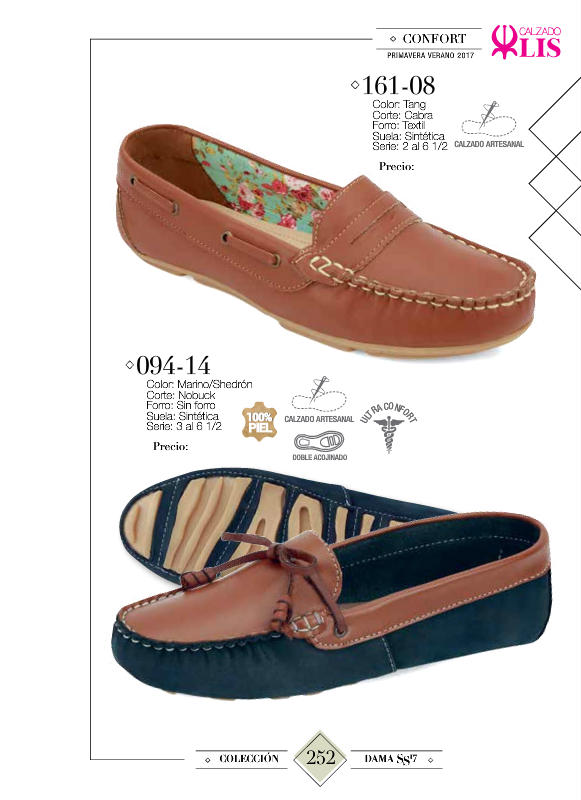 CONFORT
PRIMAVERA VERANO 2017
CALZADO
LIS
161-08
Color: Tang
Corte: Cabra
Forro: Textil
Suela: Sintética
Serie: 2 al 6 1/2
CALZADO ARTESANAL
Precio:
094-14
Color: Marino/Shedrón
Corte: Nobuck
Forro: Sin forro
Suela: Sintética
Serie: 3 al 6 1/2
100%
PIEL
CALZADO ARTESANAL
DOBLE ACOJINADO
ULTRA CONFORT
Precio:
COLECCIÓN
252
DAMA SS'7